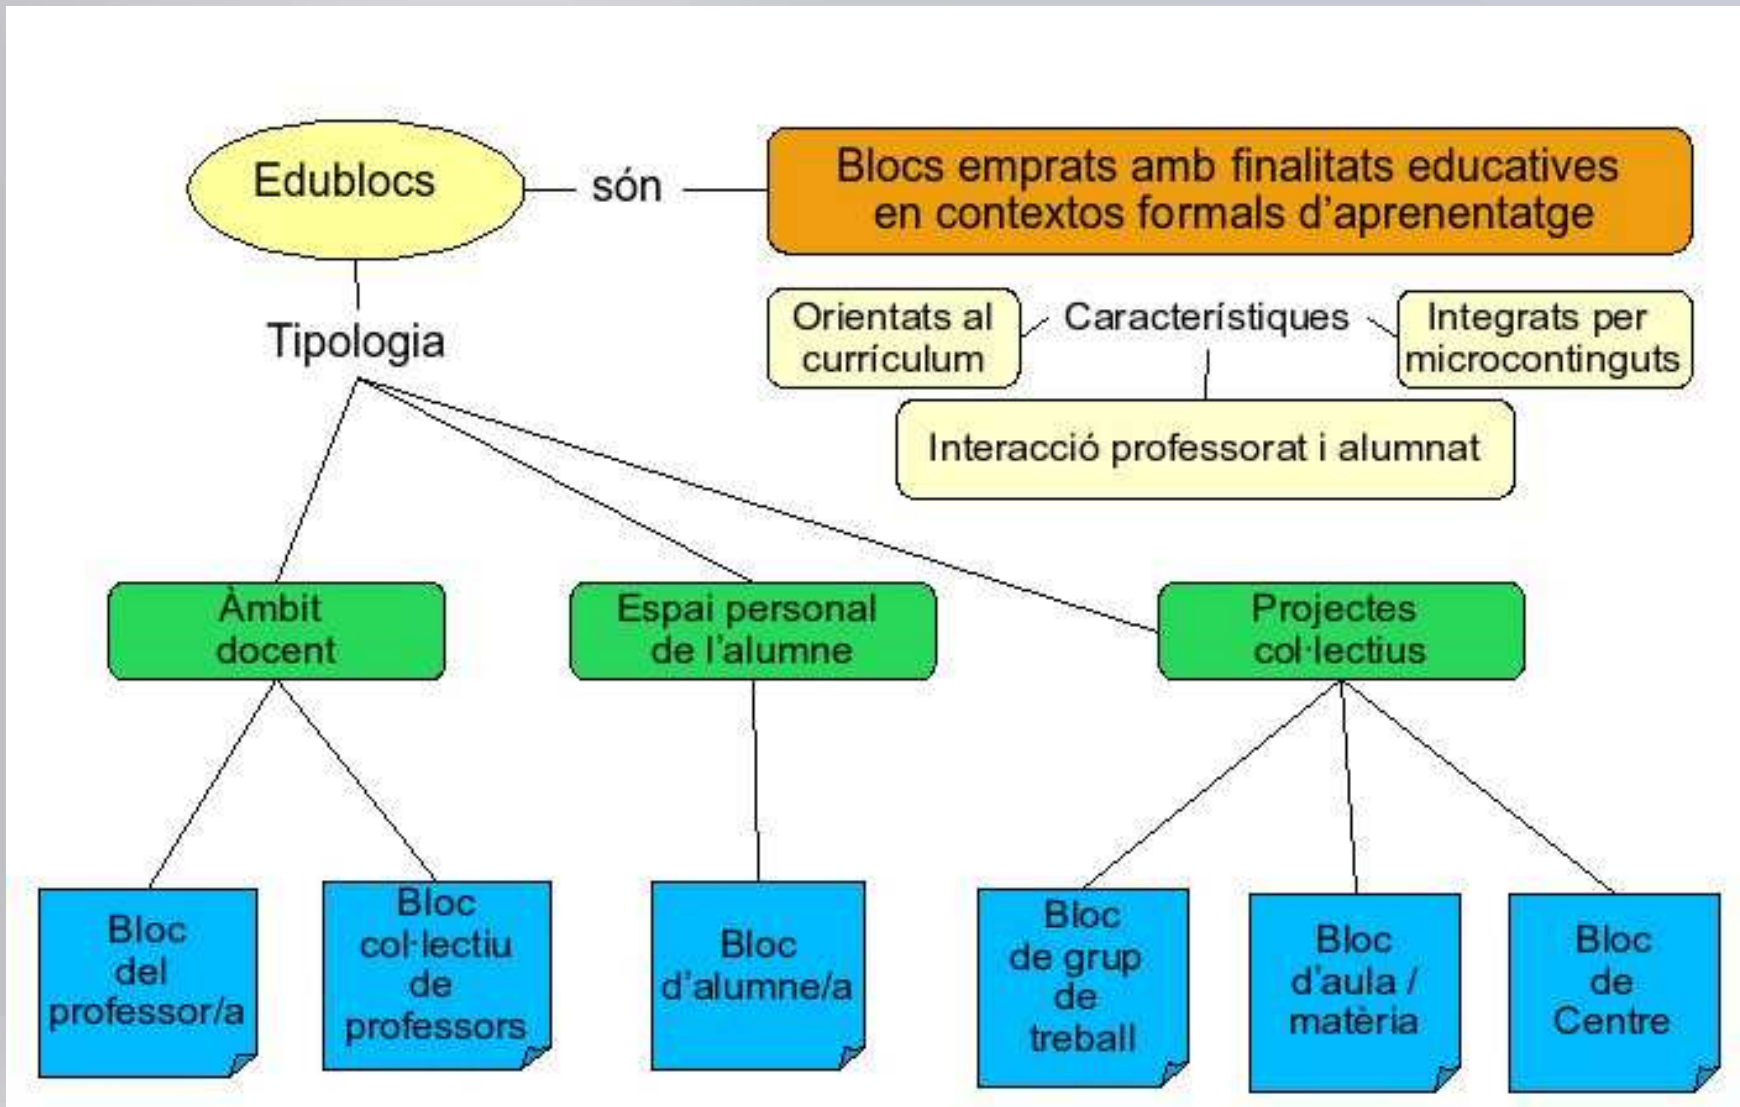 Edublocs
són
Blocs emprats amb finalitats educatives
en contextos formals d'aprenentatge
Tipologia
Orientats al
currículum
Característiques
Integrats per
microcontinguts
Interacció professorat i alumnat
Àmbit
docent
Espai personal
de l'alumne
Projectes
col·lectius
Bloc
del
professor/a
Bloc
col·lectiu
de
professors
Bloc
d'alumne/a
Bloc
de grup
de
treball
Bloc
d'aula /
matèria
Bloc
de
Centre